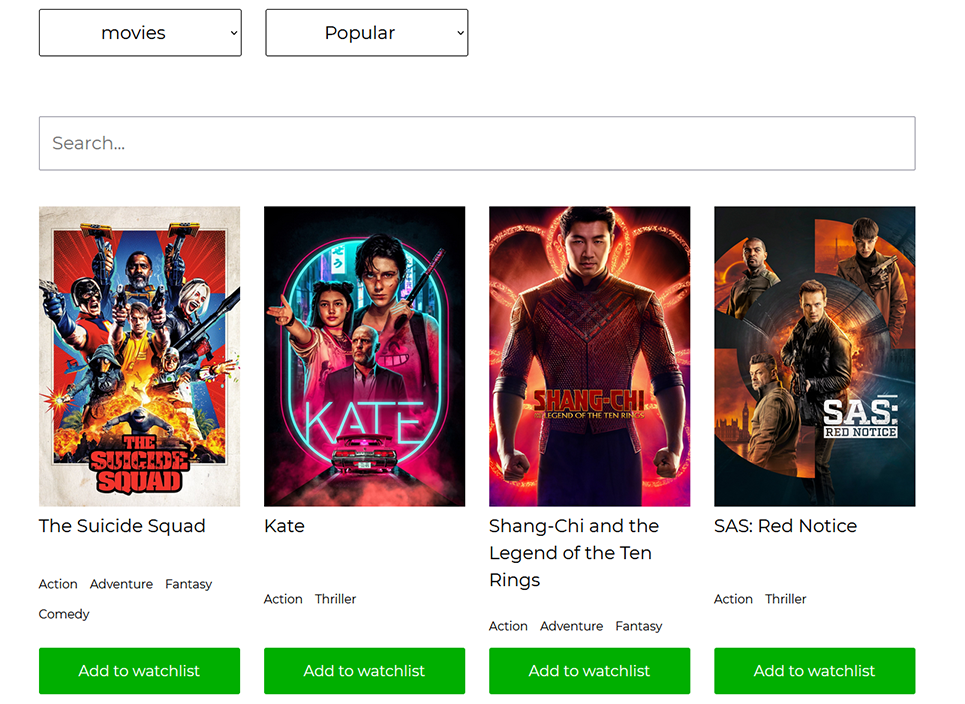 movies
Popular
Search...
THE
SUICIDE
SQUAD
KATE
SHANG-CHI
AND THE LEGEND OF THE TEN RINGS
SAS:
RED NOTICE
The Suicide Squad
Kate
Shang-Chi and the
Legend of the Ten
Rings
SAS: Red Notice
Action Adventure Fantasy
Comedy
Action Thriller
Action Adventure Fantasy
Action Thriller
Add to watchlist
Add to watchlist
Add to watchlist
Add to watchlist